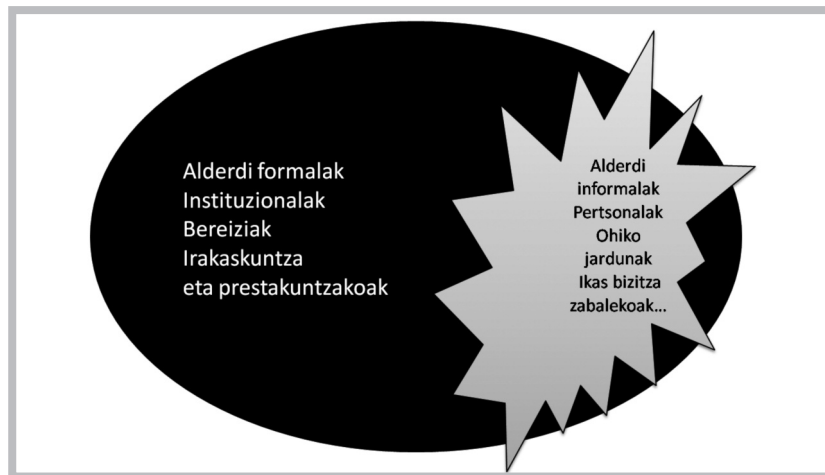 Alderdi formalak
Instituzionalak
Bereiziak
Irakaskuntza
eta prestakuntzakoak
Alderdi
informalak
Pertsonalak
Ohiko
jardunak
Ikas bizitza
zabalekoak...